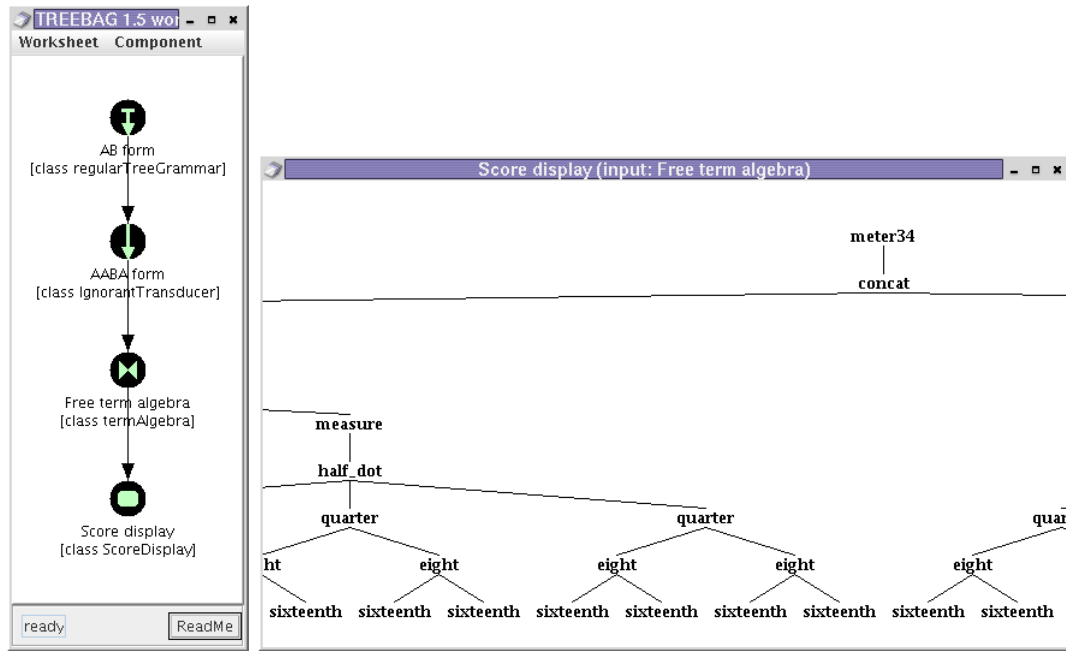 TREEBAG 1.5 wor
Worksheet Component
AB form
[class regularTreeGrammar]
AABA form
[class IgnorantTransducer]
Free term algebra
[class termAlgebra]
Score display
[class ScoreDisplay]
ready ReadMe
Score display (input: Free term algebra)
meter34
concat
measure
half_dot
quarter quarter quar
ht eight eight eight eight
sixteenth sixteenth sixteenth sixteenth sixteenth sixteenth sixteenth sixteenth sixteenth